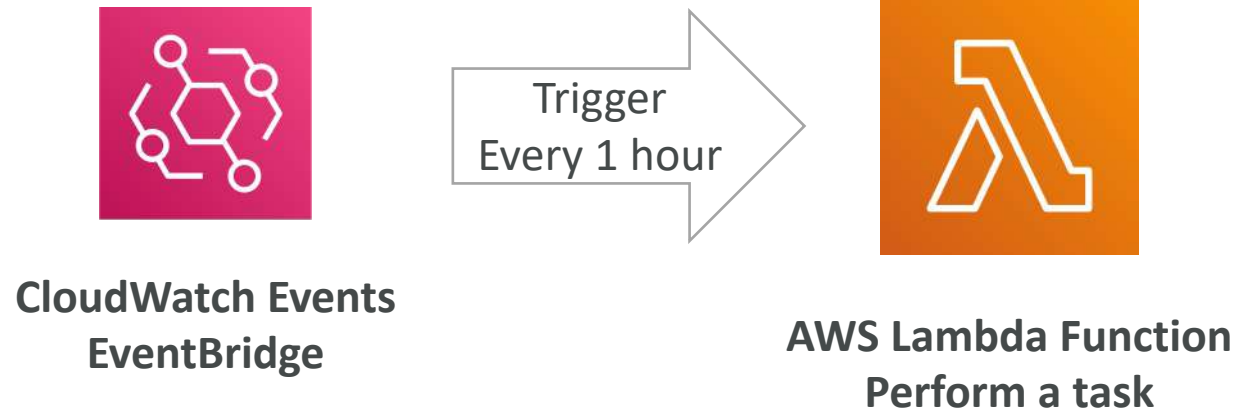 Trigger
Every 1 hour
CloudWatch Events
EventBridge
AWS Lambda Function
Perform a task